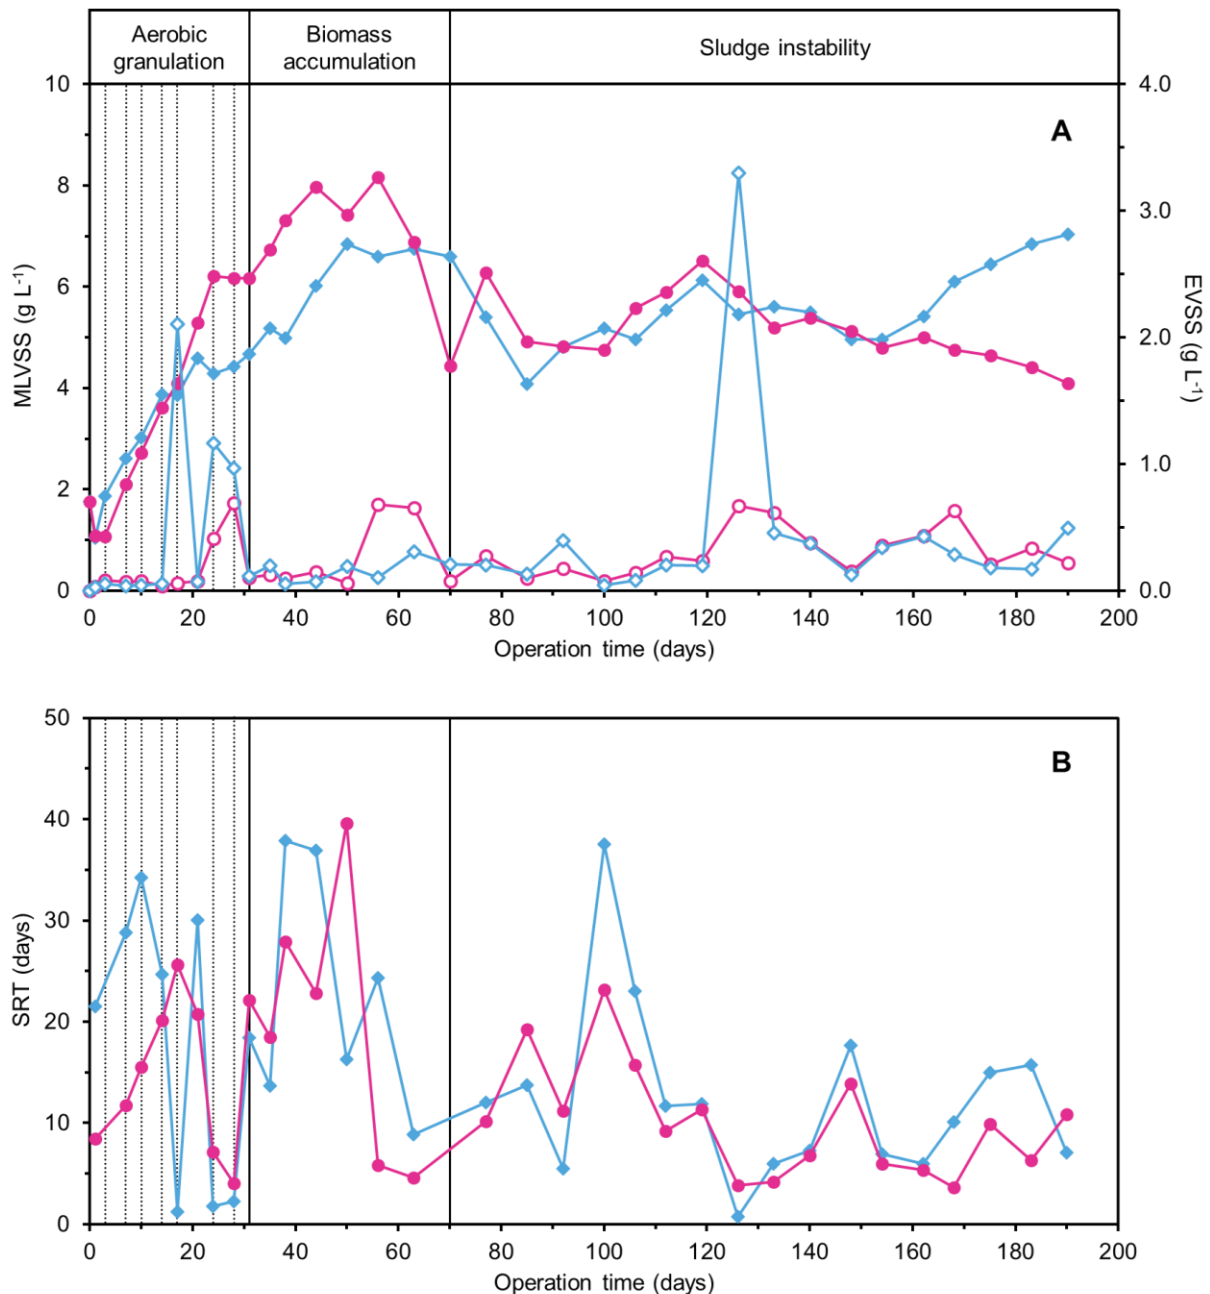 Aerobic
granulation
Biomass
accumulation
Sludge instability
A
10
8
6
4
2
0
MLVSS (g L⁻¹)
4.0
3.0
2.0
1.0
0.0
EVSS (g L⁻¹)
0 20 40 60 80 100 120 140 160 180 200
Operation time (days)
B
50
40
30
20
10
0
SRT (days)
0 20 40 60 80 100 120 140 160 180 200
Operation time (days)